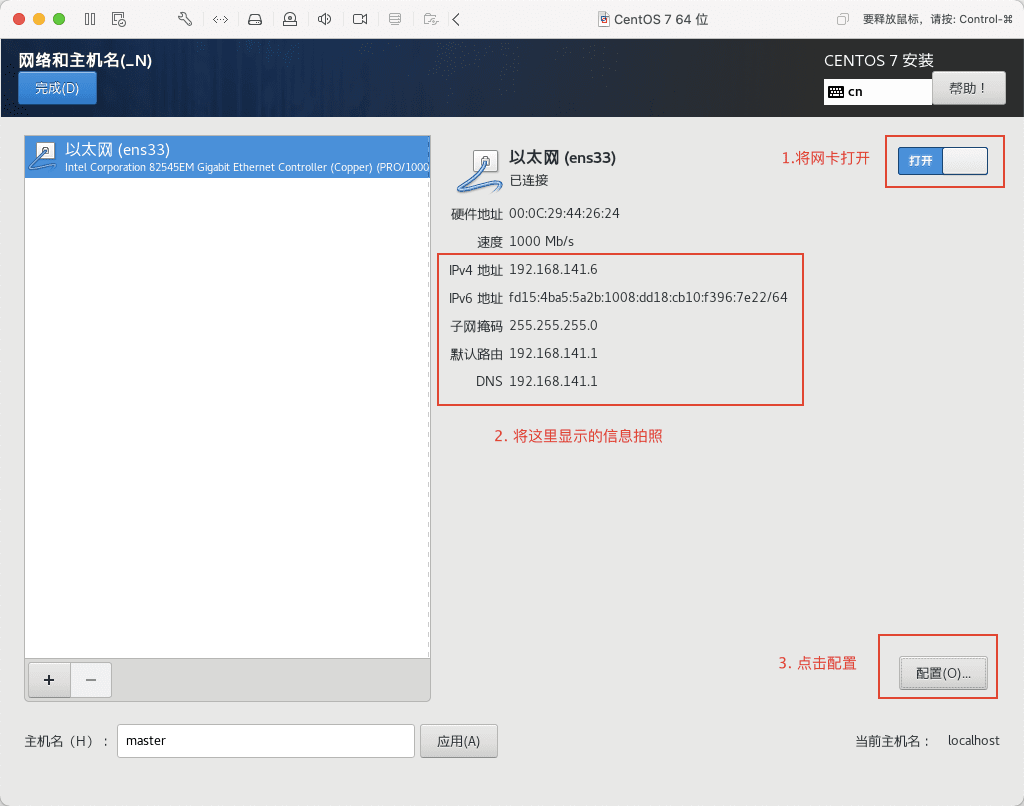 CentOS 7 64 位
要释放鼠标，请按: Control-⌘
网络和主机名(_N)
完成(D)
CENTOS 7 安装
cn
帮助！
以太网 (ens33)
Intel Corporation 82545EM Gigabit Ethernet Controller (Copper) (PRO/1000
以太网 (ens33)
已连接
1.将网卡打开
打开
硬件地址 00:0C:29:44:26:24
速度 1000 Mb/s
IPv4 地址 192.168.141.6
IPv6 地址 fd15:4ba5:5a2b:1008:dd18:cb10:f396:7e22/64
子网掩码 255.255.255.0
默认路由 192.168.141.1
DNS 192.168.141.1
2. 将这里显示的信息拍照
3. 点击配置
配置(O)...
+
−
主机名（H）：
master
应用(A)
当前主机名： localhost